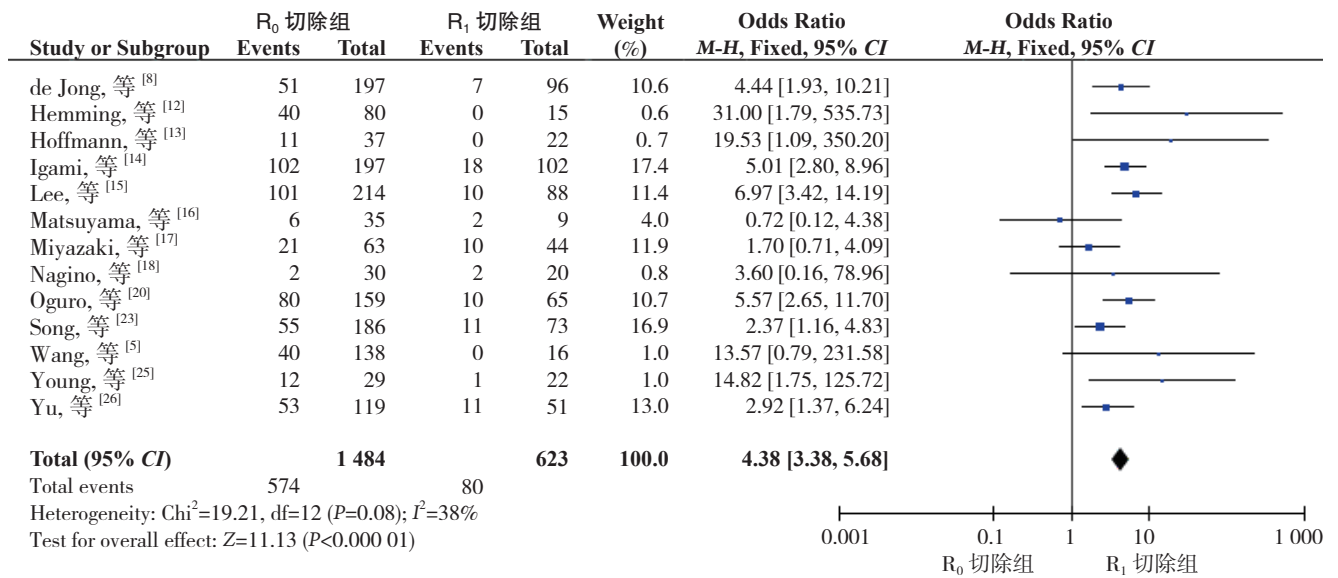 R₀ 切除组 R₁ 切除组 Weight Odds Ratio Odds Ratio
Study or Subgroup Events Total Events Total (%) M-H, Fixed, 95% CI M-H, Fixed, 95% CI
de Jong, 等 [8] 51 197 7 96 10.6 4.44 [1.93, 10.21]
Hemming, 等 [12] 40 80 0 15 0.6 31.00 [1.79, 535.73]
Hoffmann, 等 [13] 11 37 0 22 0. 7 19.53 [1.09, 350.20]
Igami, 等 [14] 102 197 18 102 17.4 5.01 [2.80, 8.96]
Lee, 等 [15] 101 214 10 88 11.4 6.97 [3.42, 14.19]
Matsuyama, 等 [16] 6 35 2 9 4.0 0.72 [0.12, 4.38]
Miyazaki, 等 [17] 21 63 10 44 11.9 1.70 [0.71, 4.09]
Nagino, 等 [18] 2 30 2 20 0.8 3.60 [0.16, 78.96]
Oguro, 等 [20] 80 159 10 65 10.7 5.57 [2.65, 11.70]
Song, 等 [23] 55 186 11 73 16.9 2.37 [1.16, 4.83]
Wang, 等 [5] 40 138 0 16 1.0 13.57 [0.79, 231.58]
Young, 等 [25] 12 29 1 22 1.0 14.82 [1.75, 125.72]
Yu, 等 [26] 53 119 11 51 13.0 2.92 [1.37, 6.24]
Total (95% CI) 1 484 623 100.0 4.38 [3.38, 5.68]
Total events 574 80
Heterogeneity: Chi²=19.21, df=12 (P=0.08); I²=38%
Test for overall effect: Z=11.13 (P<0.000 01)
0.001 0.1 1 10 1 000
R₀ 切除组 R₁ 切除组